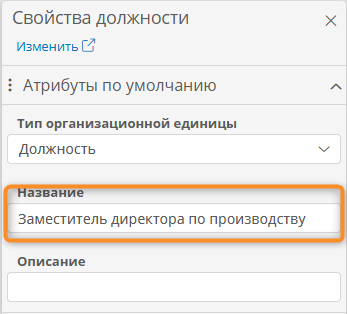 Свойства должности
Изменить
Атрибуты по умолчанию
Тип организационной единицы
Должность
Название
Заместитель директора по производству
Описание